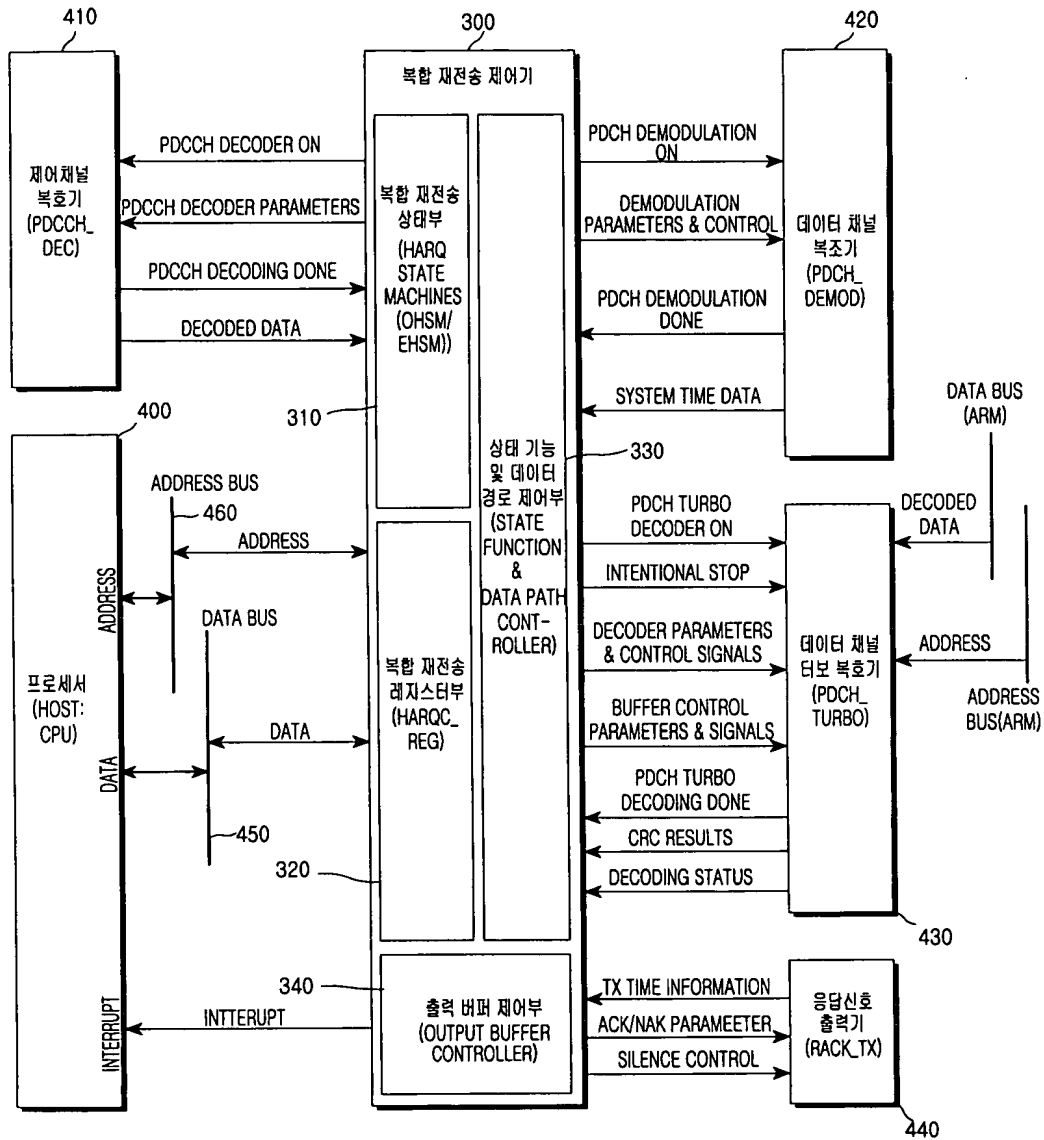 410
제어채널
복호기
(PDCCH_
DEC)
300
복합 재전송 제어기
420
데이터 채널
복조기
(PDCH_
DEMOD)
PDCCH DECODER ON
PDCCH DECODER PARAMETERS
PDCCH DECODING DONE
DECODED DATA
복합 재전송
상태부
(HARQ
STATE
MACHINES
(OHSM/
EHSM))
310
PDCH DEMODULATION
ON
DEMODULATION
PARAMETERS & CONTROL
PDCH DEMODULATION
DONE
SYSTEM TIME DATA
DATA BUS
(ARM)
400
프로세서
(HOST:
CPU)
ADDRESS BUS
460
ADDRESS
ADDRESS
DATA BUS
DATA
DATA
450
상태 기능
및 데이터
경로 제어부
(STATE
FUNCTION
&
DATA PATH
CONT-
ROLLER)
330
복합 재전송
레지스터부
(HARQC_
REG)
320
PDCH TURBO
DECODER ON
INTENTIONAL STOP
DECODER PARAMETERS
& CONTROL SIGNALS
BUFFER CONTROL
PARAMETERS & SIGNALS
PDCH TURBO
DECODING DONE
CRC RESULTS
DECODING STATUS
DECODED
DATA
데이터 채널
터보 복호기
(PDCH_
TURBO)
ADDRESS
ADDRESS
BUS(ARM)
430
340
출력 버퍼 제어부
(OUTPUT BUFFER
CONTROLLER)
INTERRUPT
INTTERUPT
TX TIME INFORMATION
ACK/NAK PARAMEETER
SILENCE CONTROL
응답신호
출력기
(RACK_TX)
440